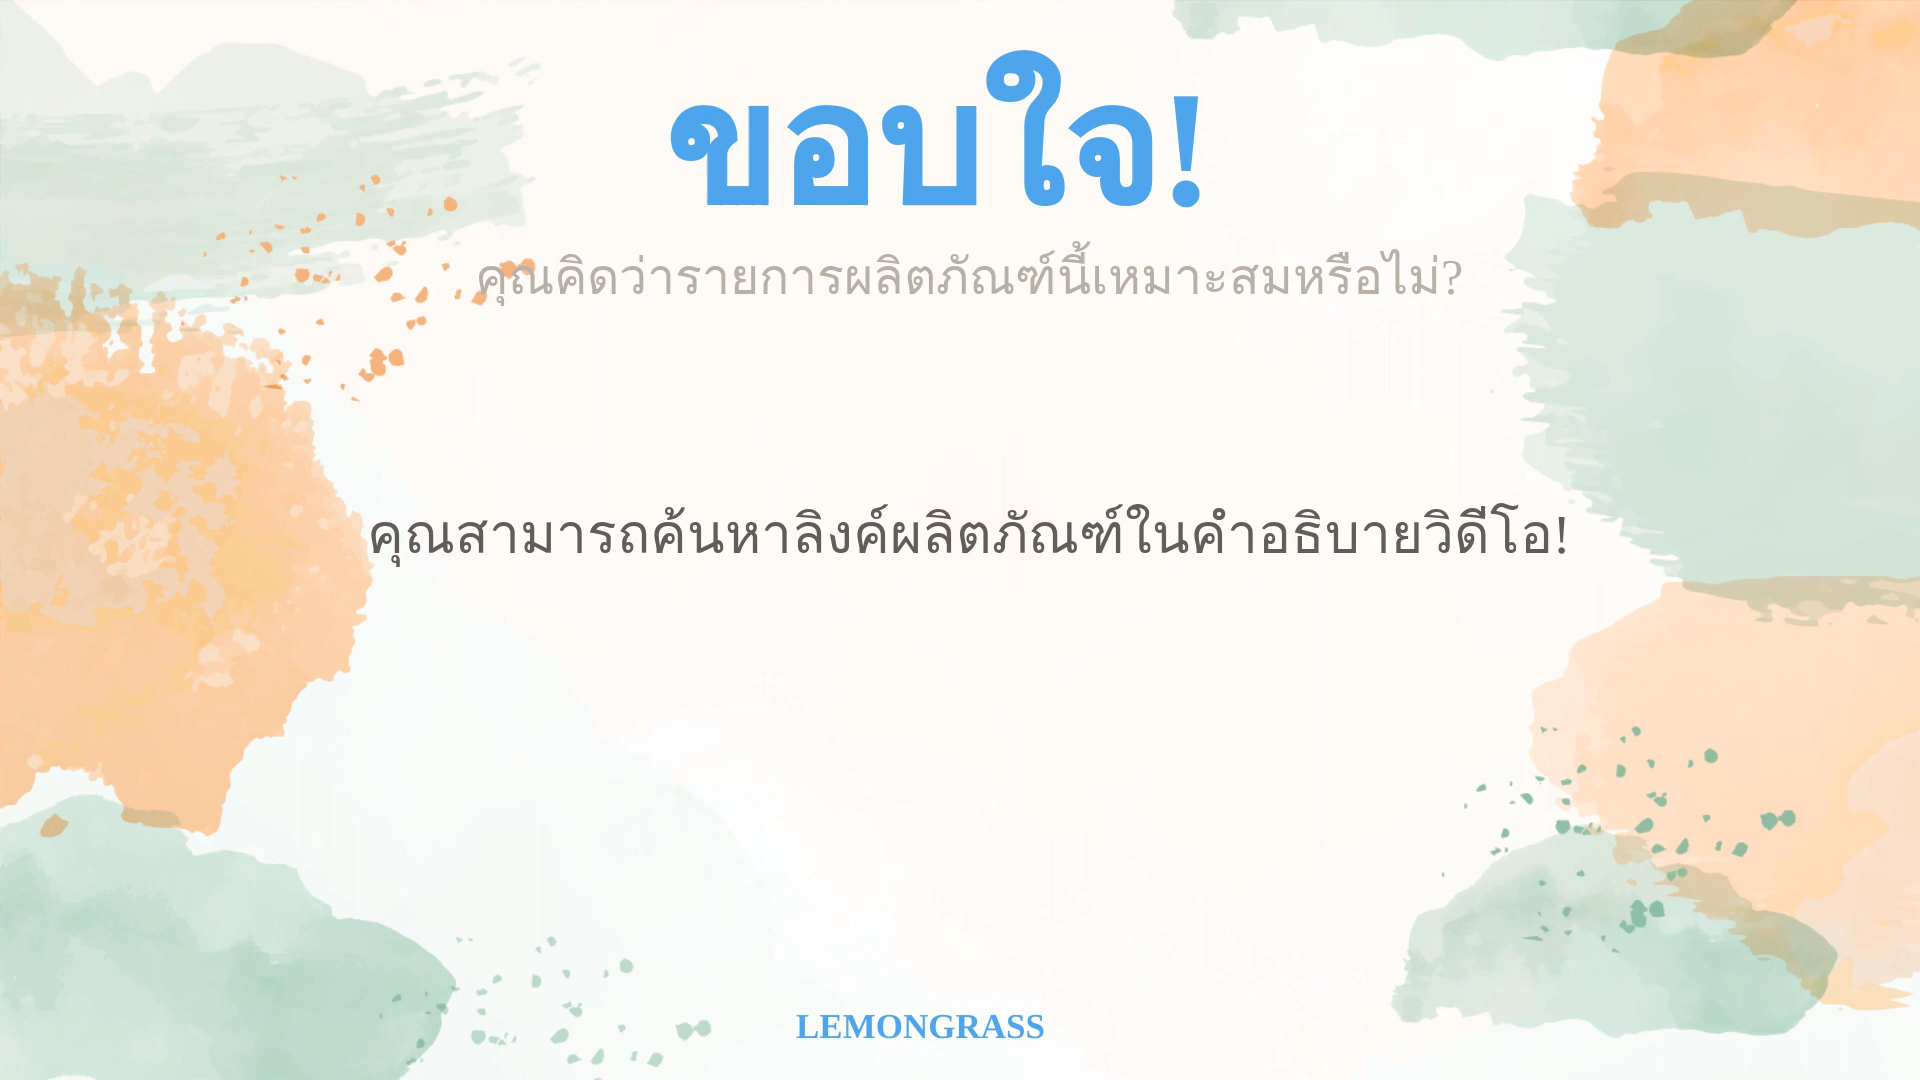 ขอบใจ!
คุณคิดว่ารายการผลิตภัณฑ์นี้เหมาะสมหรือไม่?
คุณสามารถค้นหาลิงค์ผลิตภัณฑ์ในคำอธิบายวิดีโอ!
LEMONGRASS